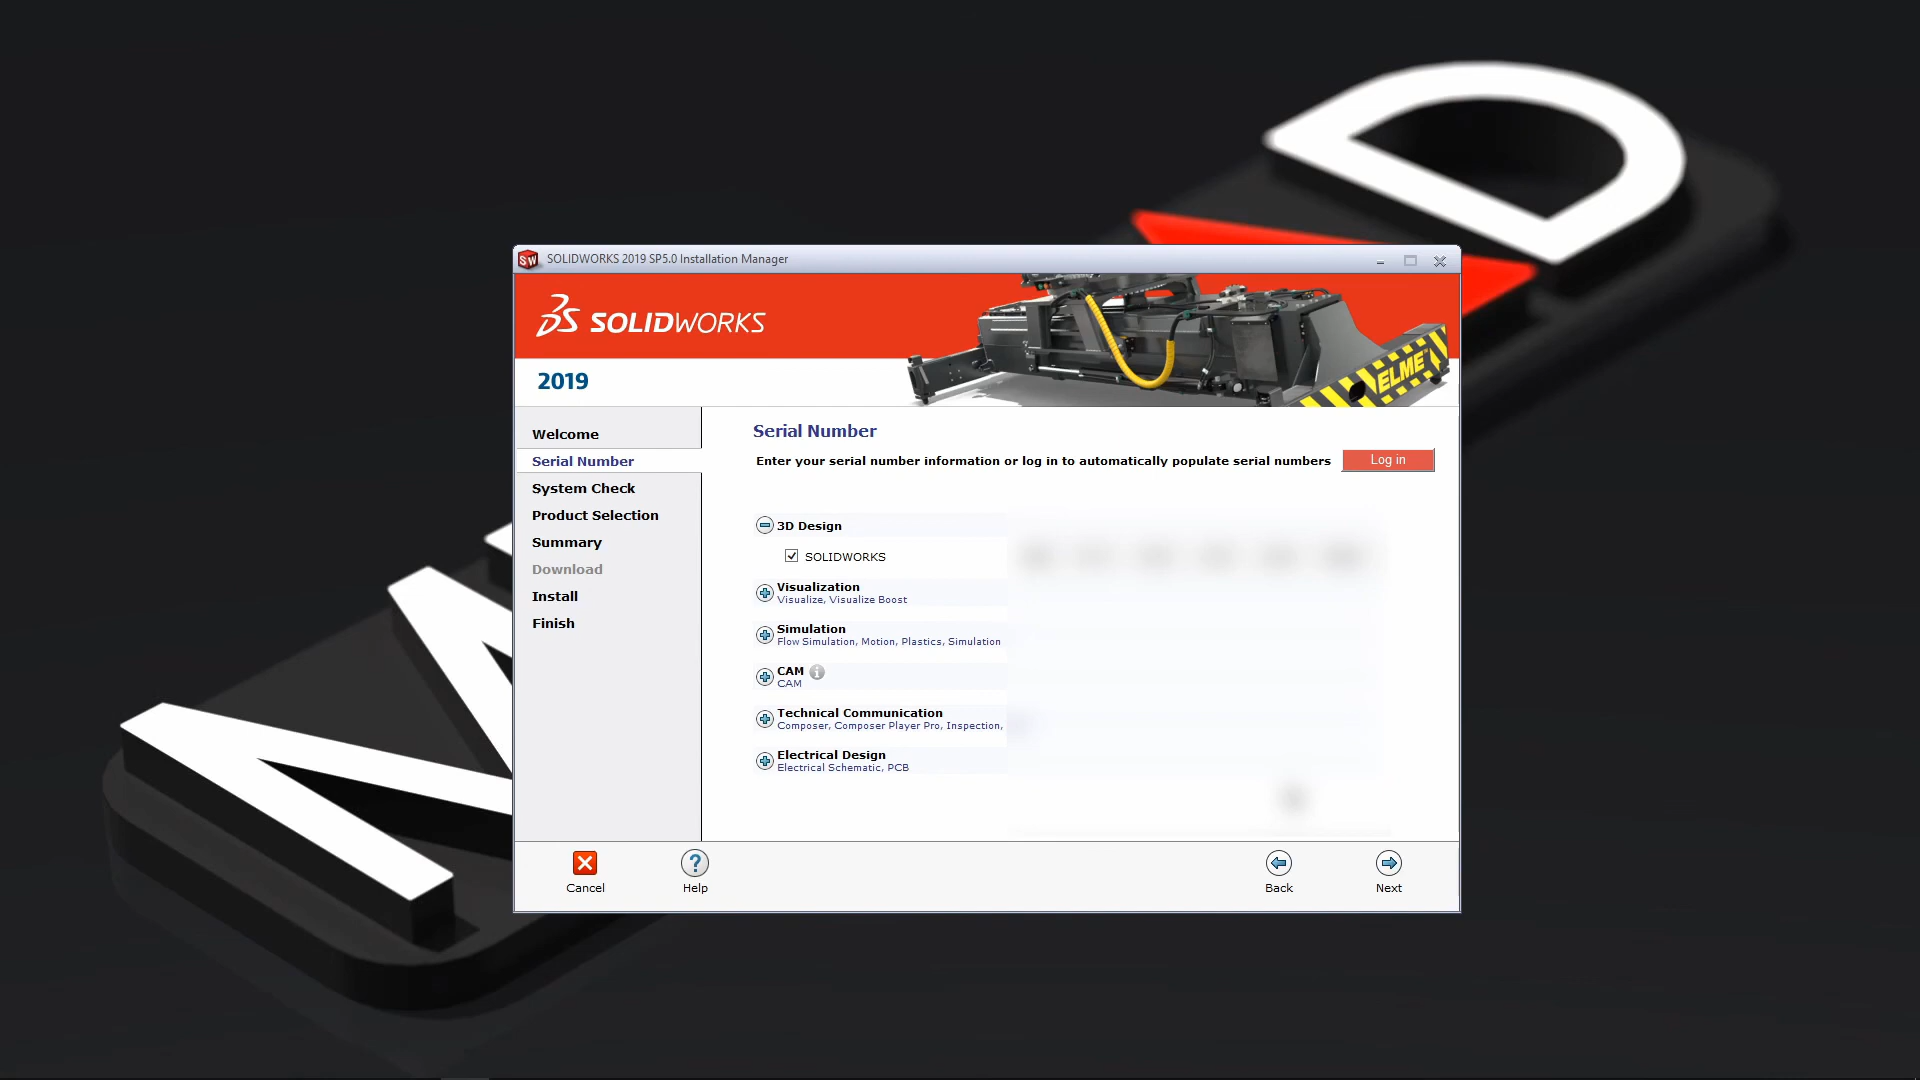 SOLIDWORKS 2019 SP5.0 Installation Manager
SOLIDWORKS
2019
ELME
Welcome
Serial Number
System Check
Product Selection
Summary
Download
Install
Finish
Serial Number
Enter your serial number information or log in to automatically populate serial numbers
Log in
3D Design
SOLIDWORKS
Visualization
Visualize, Visualize Boost
Simulation
Flow Simulation, Motion, Plastics, Simulation
CAM
CAM
Technical Communication
Composer, Composer Player Pro, Inspection,
Electrical Design
Electrical Schematic, PCB
Cancel
Help
Back
Next